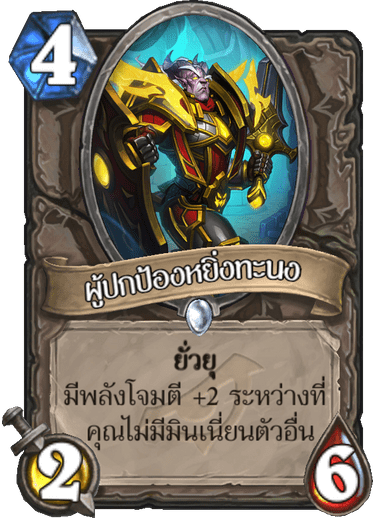 4
ผู้ปกป้องหยิ่งทะนง
ยั่วยุ
มีพลังโจมตี +2 ระหว่างที่
คุณไม่มีมินเนี่ยนตัวอื่น
2
6